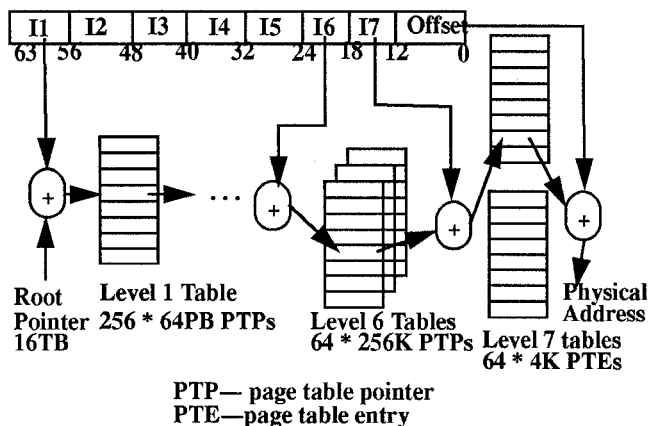 I1 I2 I3 I4 I5 I6 I7 Offset
63 56 48 40 32 24 18 12 0
+
...
+
+
+
Root
Pointer
16TB
Level 1 Table
256 * 64PB PTPs
Level 6 Tables
64 * 256K PTPs
Level 7 tables
64 * 4K PTEs
Physical
Address
PTP— page table pointer
PTE—page table entry